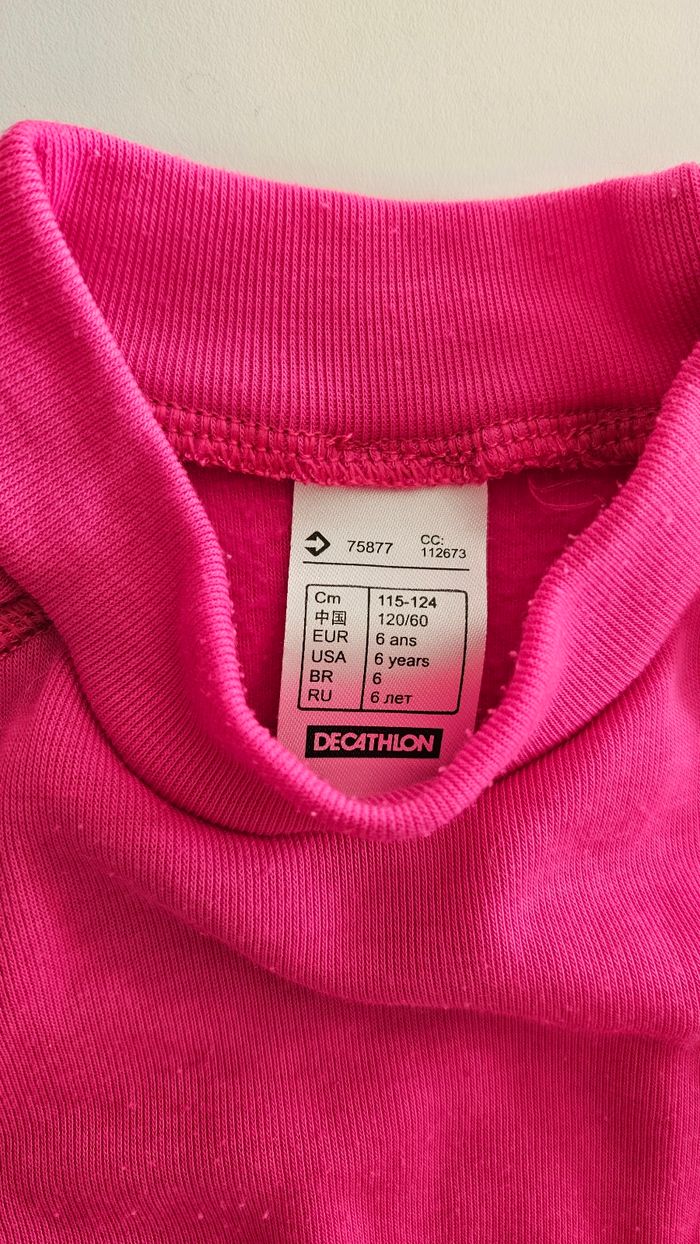 75877 CC:
112673
Cm 115-124
中国 120/60
EUR 6 ans
USA 6 years
BR 6
RU 6 лет
DECATHLON